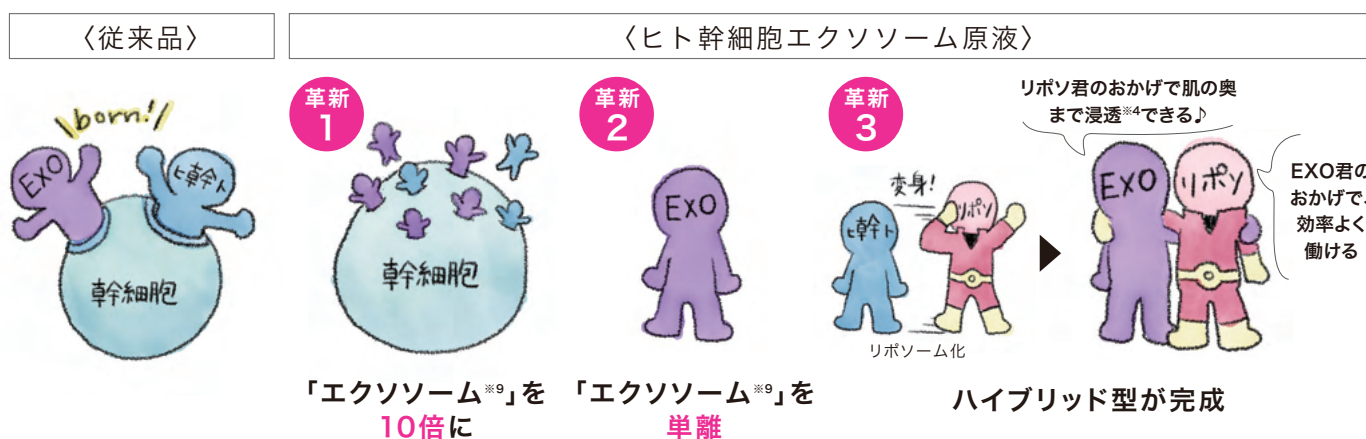 〈従来品〉
〈ヒト幹細胞エクソソーム原液〉
born!
EXO
ヒト幹
幹細胞
革新
1
幹細胞
「エクソソーム※9」を
10倍に
革新
2
EXO
「エクソソーム※9」を
単離
革新
3
リポソ君のおかげで肌の奥
まで浸透※4できる♪
変身!
ヒト幹
リポソ
リポソーム化
EXO
リポソ
EXO君の
おかげで、
効率よく
働ける
ハイブリッド型が完成